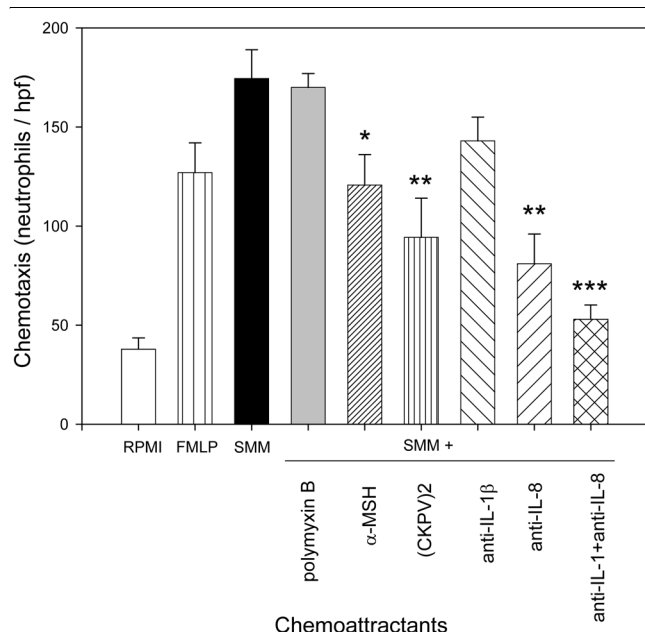 Chemotaxis (neutrophils / hpf)
200
150
100
50
0
*
**
**
***
RPMI FMLP SMM SMM +
polymyxin B
α-MSH
(CKPV)2
anti-IL-1β
anti-IL-8
anti-IL-1+anti-IL-8
Chemoattractants